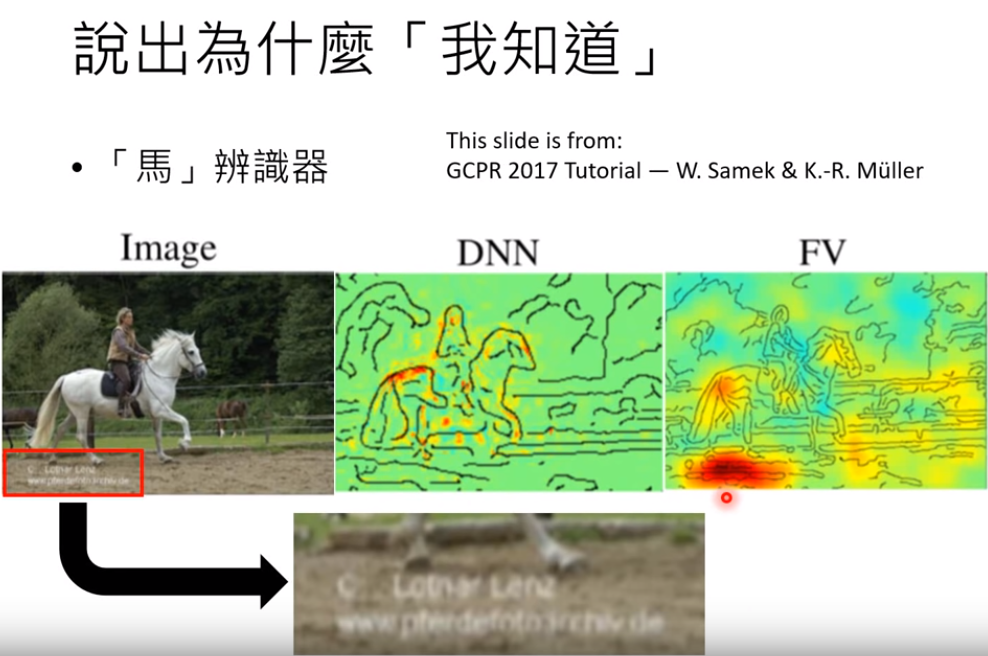 說出為什麼「我知道」
• 「馬」辨識器
This slide is from:
GCPR 2017 Tutorial — W. Samek & K.-R. Müller
Image
DNN
FV
© Lothar Lenz
www.pferdefotoarchiv.de
© Lothar Lenz
www.pferdefotoarchiv.de